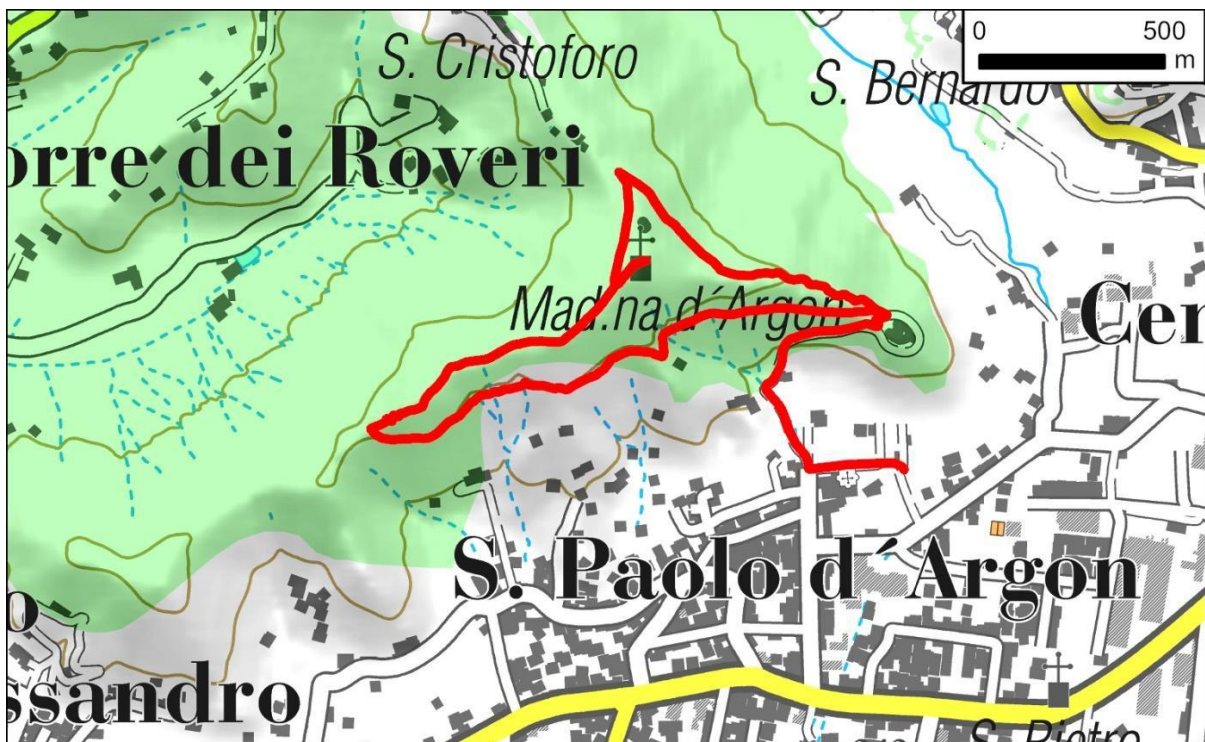 0 500
m
S. Cristoforo
S. Bernardo
orre dei Roveri
Mad.na d´Argon
Cer
S. Paolo d´Argon
o
ssandro
S. Pietro